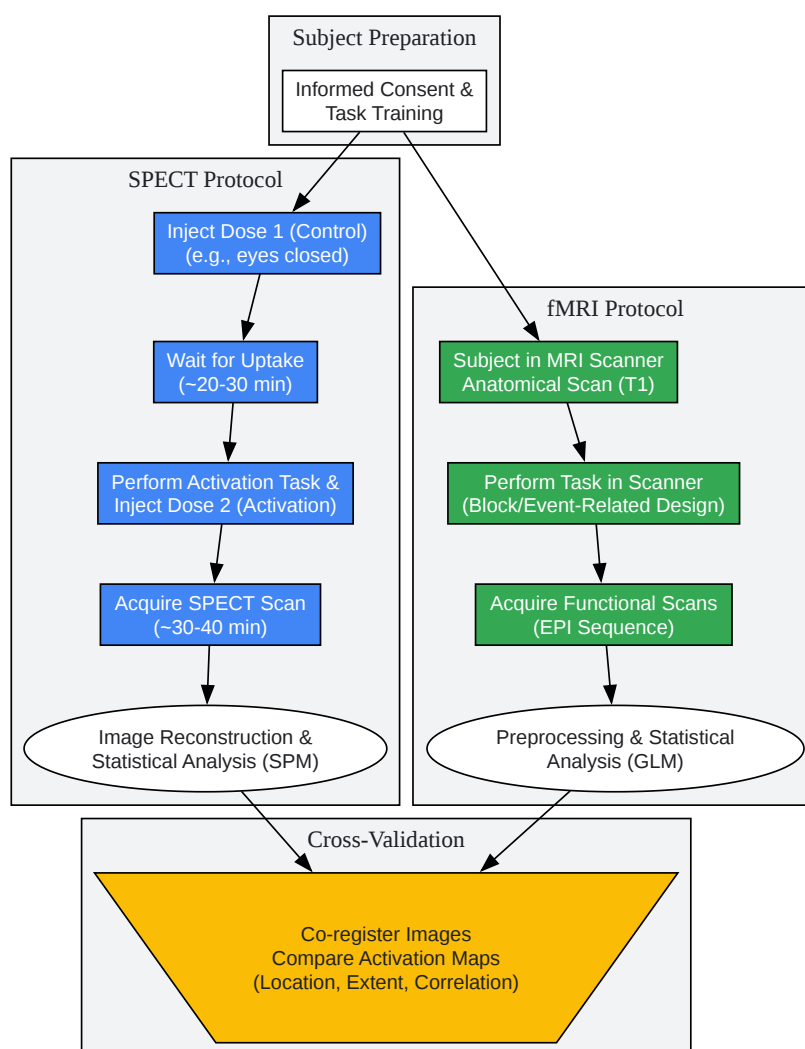 Subject Preparation
Informed Consent &
Task Training
SPECT Protocol
Inject Dose 1 (Control)
(e.g., eyes closed)
Wait for Uptake
(~20-30 min)
Perform Activation Task &
Inject Dose 2 (Activation)
Acquire SPECT Scan
(~30-40 min)
Image Reconstruction &
Statistical Analysis (SPM)
fMRI Protocol
Subject in MRI Scanner
Anatomical Scan (T1)
Perform Task in Scanner
(Block/Event-Related Design)
Acquire Functional Scans
(EPI Sequence)
Preprocessing & Statistical
Analysis (GLM)
Cross-Validation
Co-register Images
Compare Activation Maps
(Location, Extent, Correlation)